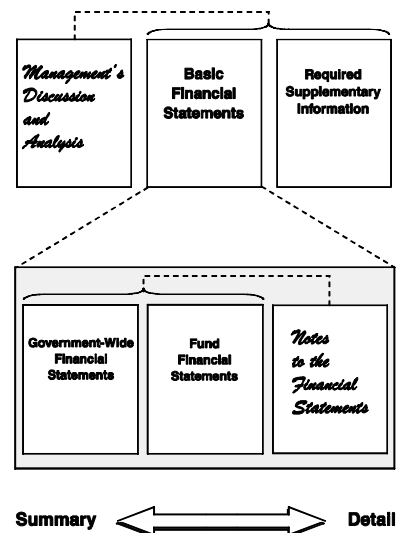 Management's
Discussion
and
Analysis
Basic
Financial
Statements
Required
Supplementary
Information
Government-Wide
Financial
Statements
Fund
Financial
Statements
Notes
to the
Financial
Statements
Summary
Detail